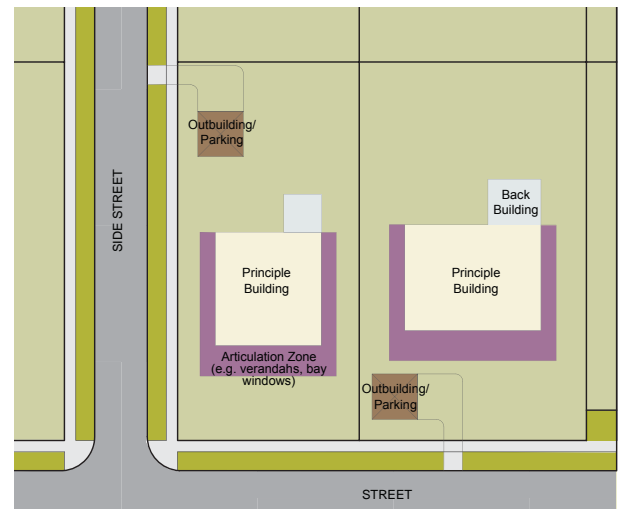 Outbuilding/
Parking
SIDE STREET
Back
Building
Principle
Building
Principle
Building
Articulation Zone
(e.g. verandahs, bay
windows)
Outbuilding/
Parking
STREET